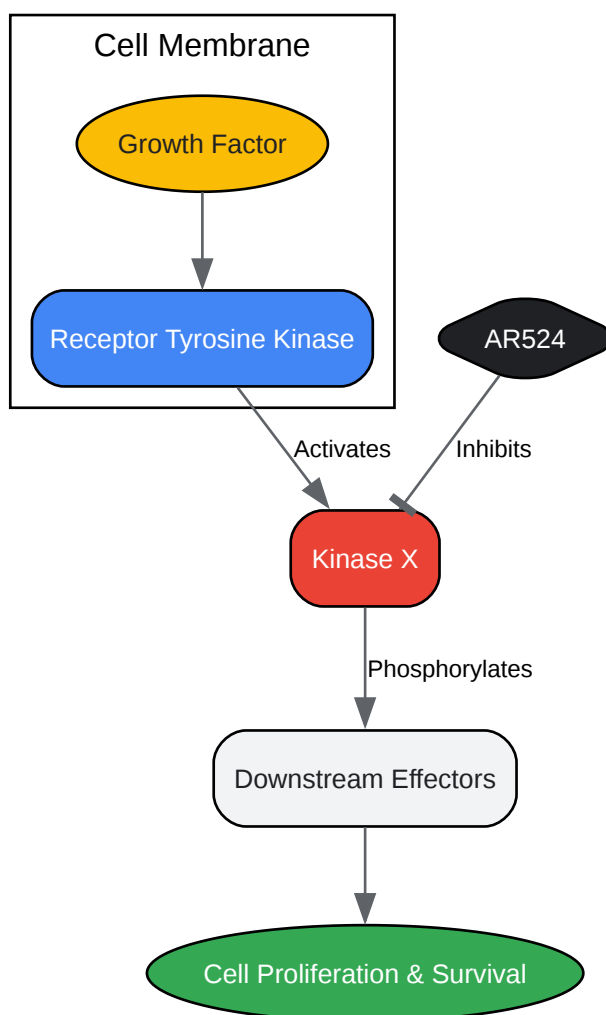 Cell Membrane
Growth Factor
Receptor Tyrosine Kinase
AR524
Activates
Inhibits
Kinase X
Phosphorylates
Downstream Effectors
Cell Proliferation & Survival